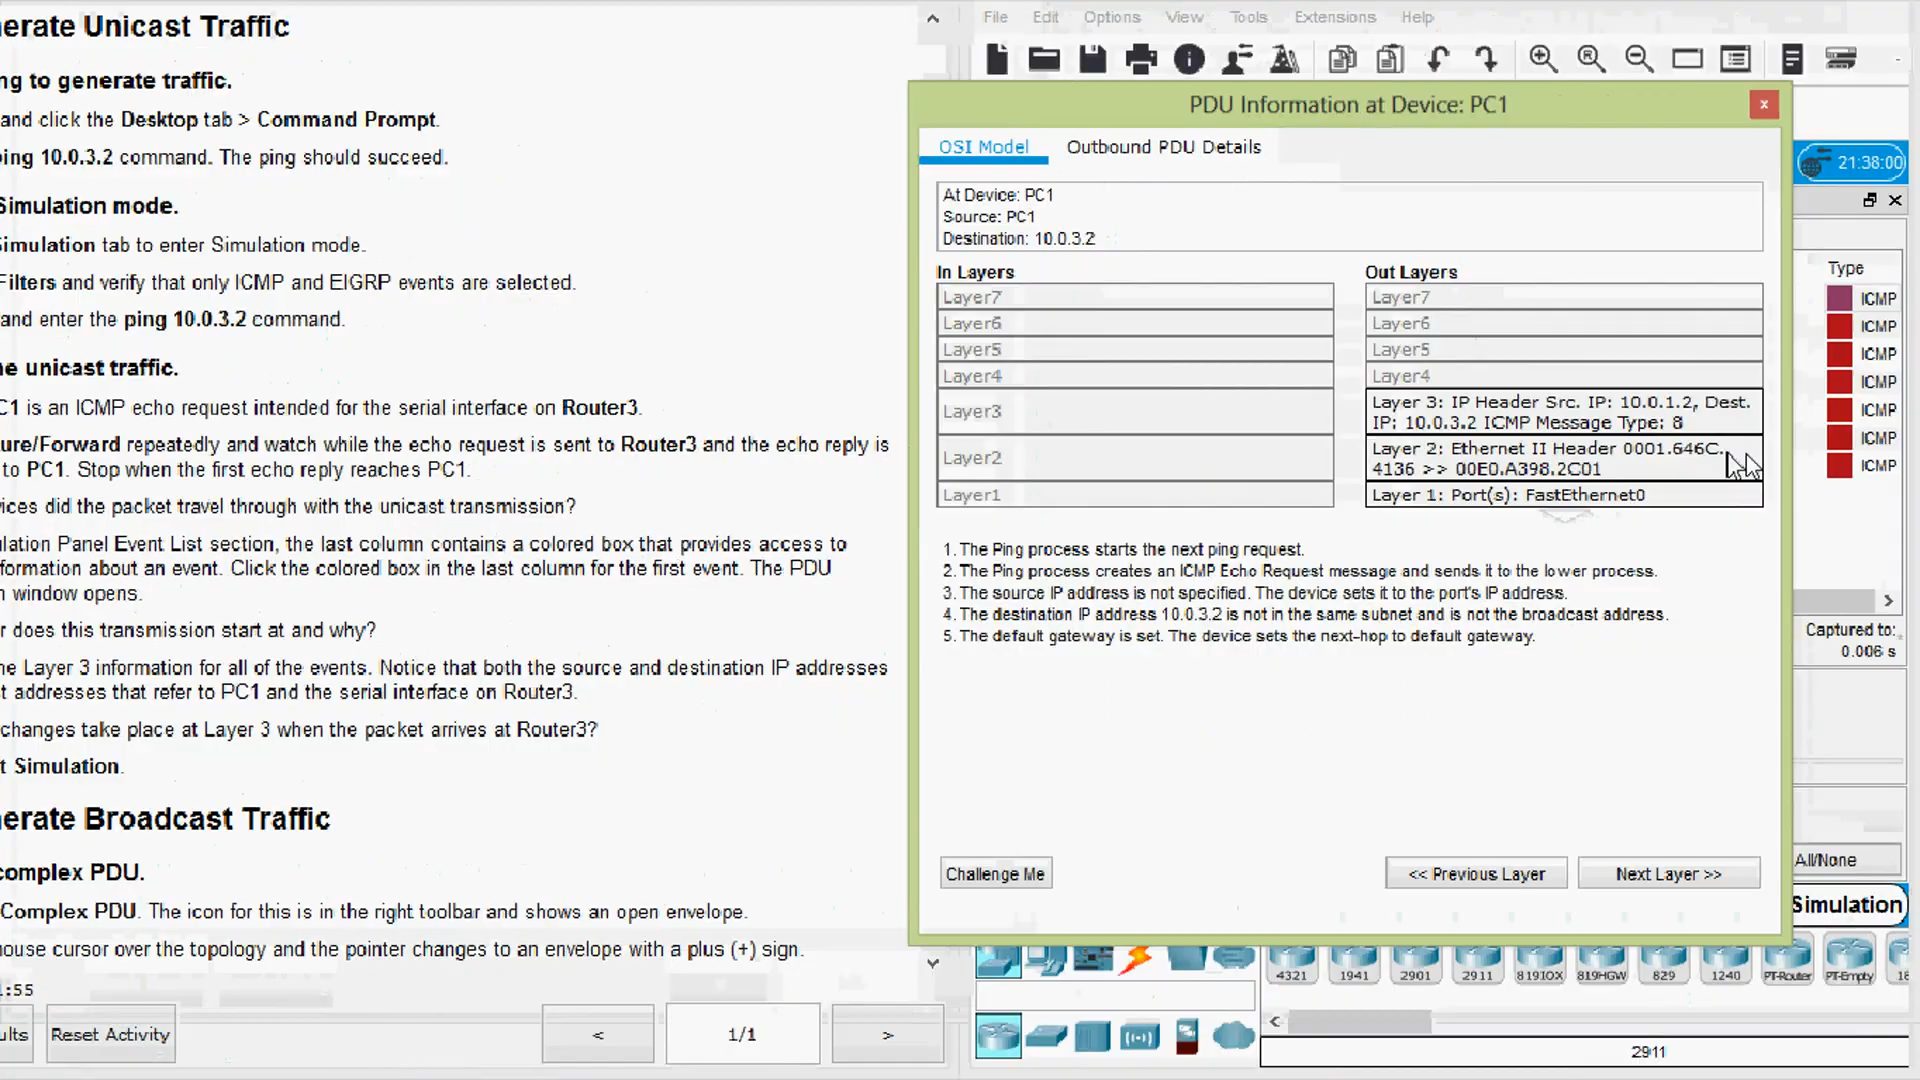 nerate Unicast Traffic
ng to generate traffic.
and click the Desktop tab > Command Prompt.
ing 10.0.3.2 command. The ping should succeed.
Simulation mode.
Simulation tab to enter Simulation mode.
Filters and verify that only ICMP and EIGRP events are selected.
and enter the ping 10.0.3.2 command.
he unicast traffic.
C1 is an ICMP echo request intended for the serial interface on Router3.
ure/Forward repeatedly and watch while the echo request is sent to Router3 and the echo reply is
to PC1. Stop when the first echo reply reaches PC1.
ices did the packet travel through with the unicast transmission?
ulation Panel Event List section, the last column contains a colored box that provides access to
formation about an event. Click the colored box in the last column for the first event. The PDU
n window opens.
r does this transmission start at and why?
he Layer 3 information for all of the events. Notice that both the source and destination IP addresses
t addresses that refer to PC1 and the serial interface on Router3.
changes take place at Layer 3 when the packet arrives at Router3?
t Simulation.
nerate Broadcast Traffic
complex PDU.
Complex PDU. The icon for this is in the right toolbar and shows an open envelope.
nouse cursor over the topology and the pointer changes to an envelope with a plus (+) sign.
:55
ults
Reset Activity
<
1/1
>
File Edit Options View Tools Extensions Help
PDU Information at Device: PC1
x
OSI Model
Outbound PDU Details
At Device: PC1
Source: PC1
Destination: 10.0.3.2
In Layers
Layer7
Layer6
Layer5
Layer4
Layer3
Layer2
Layer1
Out Layers
Layer7
Layer6
Layer5
Layer4
Layer 3: IP Header Src. IP: 10.0.1.2, Dest.
IP: 10.0.3.2 ICMP Message Type: 8
Layer 2: Ethernet II Header 0001.646C.
4136 >> 00E0.A398.2C01
Layer 1: Port(s): FastEthernet0
1. The Ping process starts the next ping request.
2. The Ping process creates an ICMP Echo Request message and sends it to the lower process.
3. The source IP address is not specified. The device sets it to the port's IP address.
4. The destination IP address 10.0.3.2 is not in the same subnet and is not the broadcast address.
5. The default gateway is set. The device sets the next-hop to default gateway.
Challenge Me
<< Previous Layer
Next Layer >>
21:38:00
Type
ICMP
ICMP
ICMP
ICMP
ICMP
ICMP
ICMP
Captured to:
0.006 s
All/None
Simulation
4321 1941 2901 2911 819IOX 819HGW 829 1240 PT-Router PT-Empty 18
2911